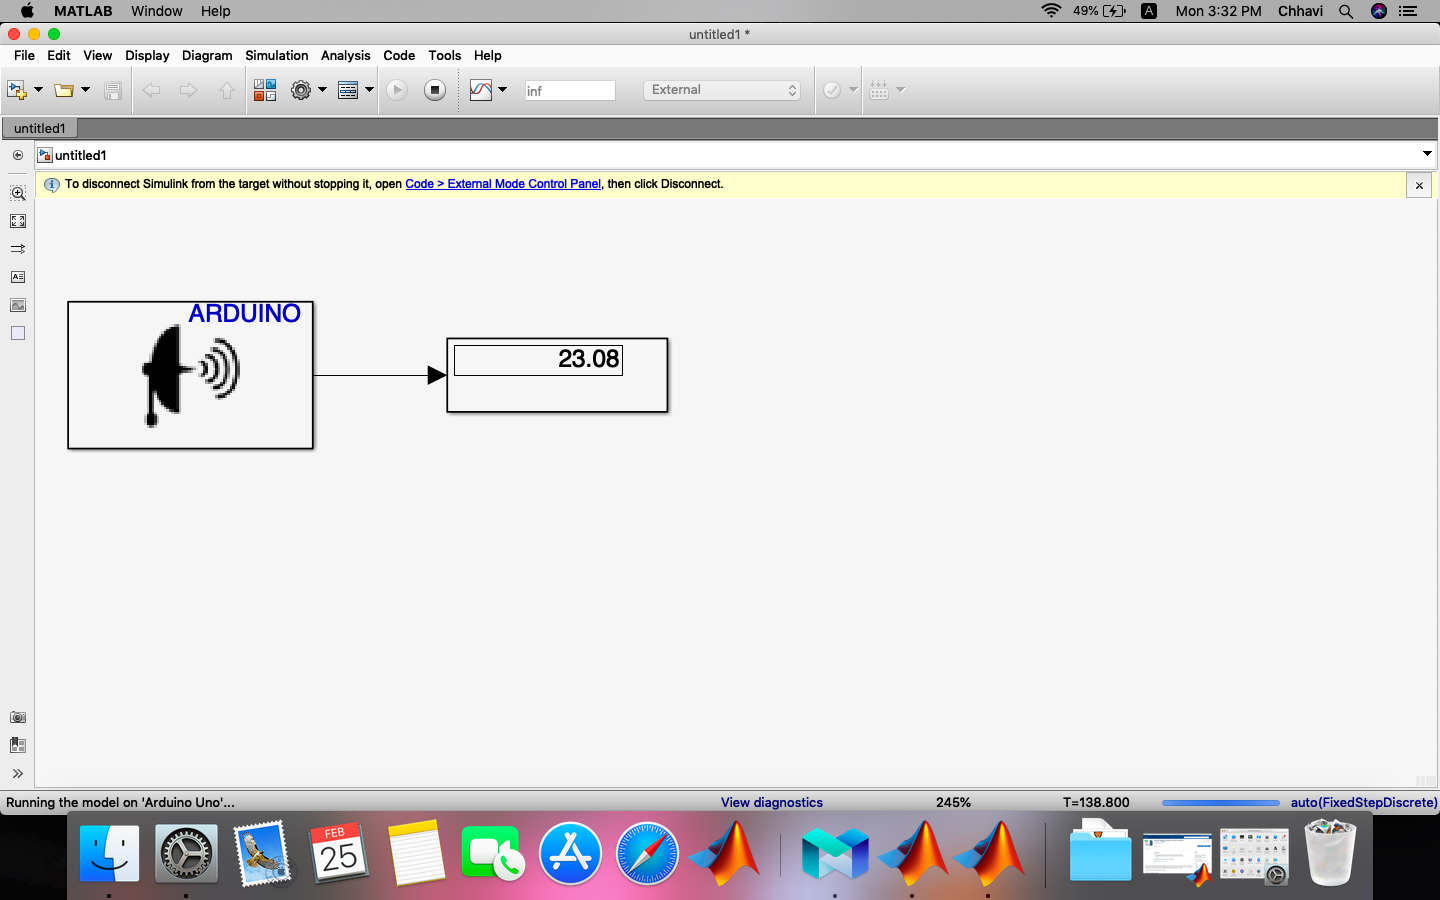 MATLAB Window Help
49% A Mon 3:32 PM Chhavi
untitled1 *
File Edit View Display Diagram Simulation Analysis Code Tools Help
inf
External
untitled1
untitled1
To disconnect Simulink from the target without stopping it, open Code > External Mode Control Panel, then click Disconnect.
ARDUINO
23.08
Running the model on 'Arduino Uno'... View diagnostics 245% T=138.800 auto(FixedStepDiscrete)
FEB
25